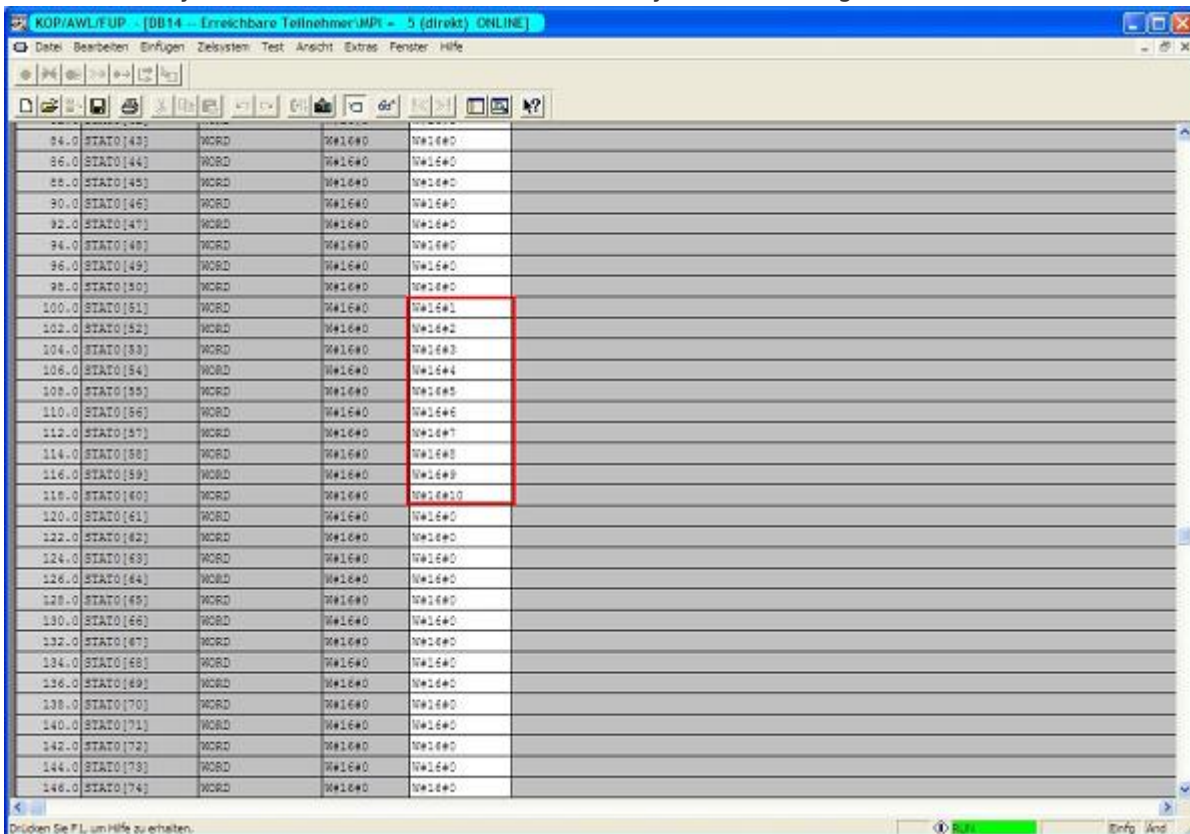 KOP/AWL/FUP - [DB14 -- Erreichbare Teilnehmer\MPI = 5 (direkt) ONLINE]
Datei Bearbeiten Einfügen Zielsystem Test Ansicht Extras Fenster Hilfe
84.0 STAT0[43] WORD W#16#0 W#16#0
86.0 STAT0[44] WORD W#16#0 W#16#0
88.0 STAT0[45] WORD W#16#0 W#16#0
90.0 STAT0[46] WORD W#16#0 W#16#0
92.0 STAT0[47] WORD W#16#0 W#16#0
94.0 STAT0[48] WORD W#16#0 W#16#0
96.0 STAT0[49] WORD W#16#0 W#16#0
98.0 STAT0[50] WORD W#16#0 W#16#0
100.0 STAT0[51] WORD W#16#0 W#16#1
102.0 STAT0[52] WORD W#16#0 W#16#2
104.0 STAT0[53] WORD W#16#0 W#16#3
106.0 STAT0[54] WORD W#16#0 W#16#4
108.0 STAT0[55] WORD W#16#0 W#16#5
110.0 STAT0[56] WORD W#16#0 W#16#6
112.0 STAT0[57] WORD W#16#0 W#16#7
114.0 STAT0[58] WORD W#16#0 W#16#8
116.0 STAT0[59] WORD W#16#0 W#16#9
118.0 STAT0[60] WORD W#16#0 W#16#10
120.0 STAT0[61] WORD W#16#0 W#16#0
122.0 STAT0[62] WORD W#16#0 W#16#0
124.0 STAT0[63] WORD W#16#0 W#16#0
126.0 STAT0[64] WORD W#16#0 W#16#0
128.0 STAT0[65] WORD W#16#0 W#16#0
130.0 STAT0[66] WORD W#16#0 W#16#0
132.0 STAT0[67] WORD W#16#0 W#16#0
134.0 STAT0[68] WORD W#16#0 W#16#0
136.0 STAT0[69] WORD W#16#0 W#16#0
138.0 STAT0[70] WORD W#16#0 W#16#0
140.0 STAT0[71] WORD W#16#0 W#16#0
142.0 STAT0[72] WORD W#16#0 W#16#0
144.0 STAT0[73] WORD W#16#0 W#16#0
146.0 STAT0[74] WORD W#16#0 W#16#0
Drücken Sie F1, um Hilfe zu erhalten. RUN Einfg Änd